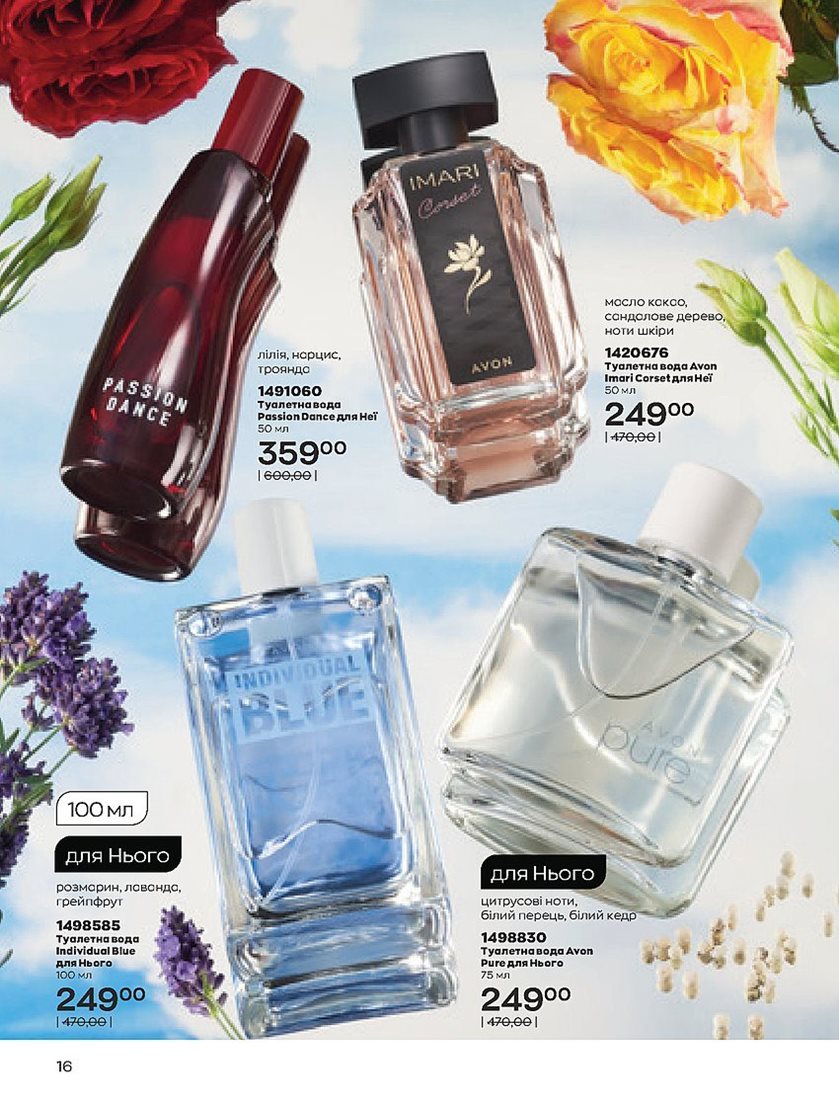 IMARI
Corset
AVON
PASSION
DANCE
масло какао,
сандалове дерево,
ноти шкіри
1420676
Туалетна вода Avon
Imari Corset для Неї
50 мл
249⁰⁰
|470,00|
лілія, нарцис,
троянда
1491060
Туалетна вода
Passion Dance для Неї
50 мл
359⁰⁰
|600,00|
INDIVIDUAL
BLUE
AVON
pure
100 мл
для Нього
розмарин, лаванда,
грейпфрут
1498585
Туалетна вода
Individual Blue
для Нього
100 мл
249⁰⁰
|470,00|
для Нього
цитрусові ноти,
білий перець, білий кедр
1498830
Туалетна вода Avon
Pure для Нього
75 мл
249⁰⁰
|470,00|
16